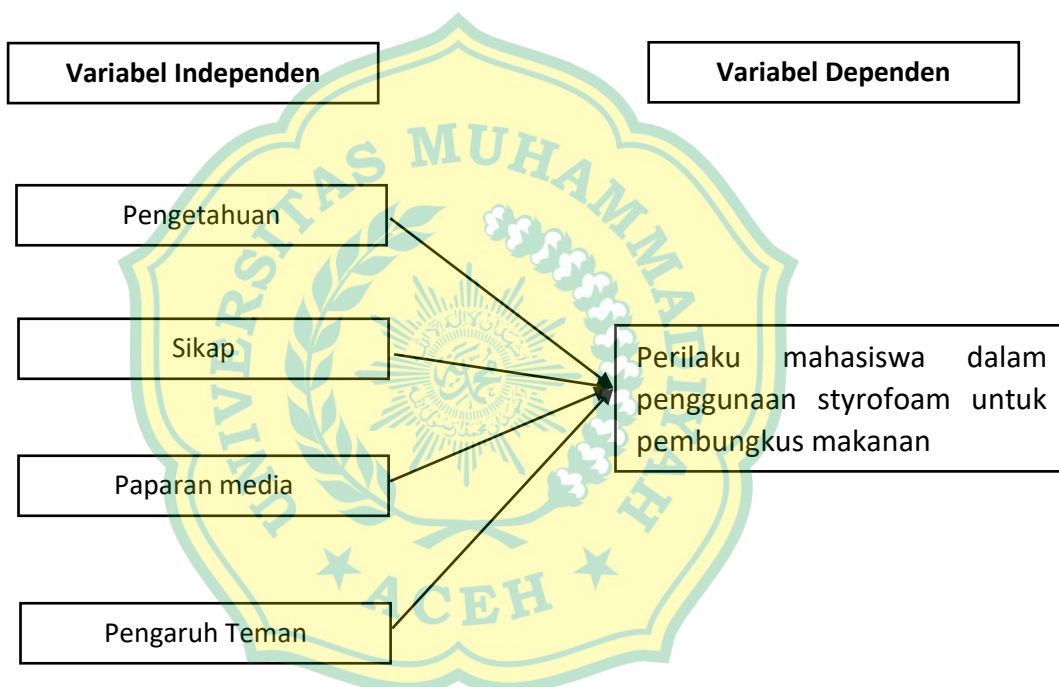 Variabel Independen
Variabel Dependen
Pengetahuan
Sikap
Paparan media
Pengaruh Teman
Perilaku mahasiswa dalam
penggunaan styrofoam untuk
pembungkus makanan
UNIVERSITAS MUHAMMADIYAH
ACEH